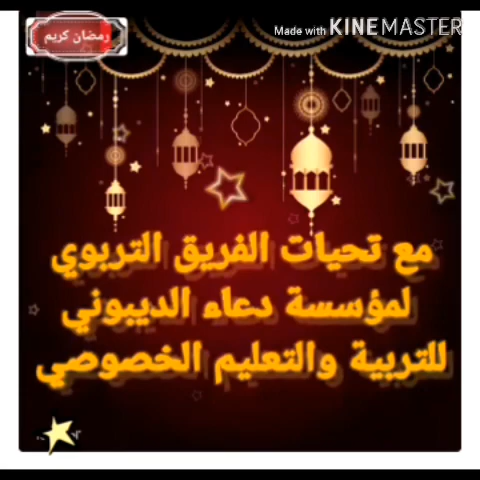 Made with KINEMASTER
رمضان كريم
مع تحيات الفريق التربوي
لمؤسسة دعاء الديبوني
للتربية والتعليم الخصوصي